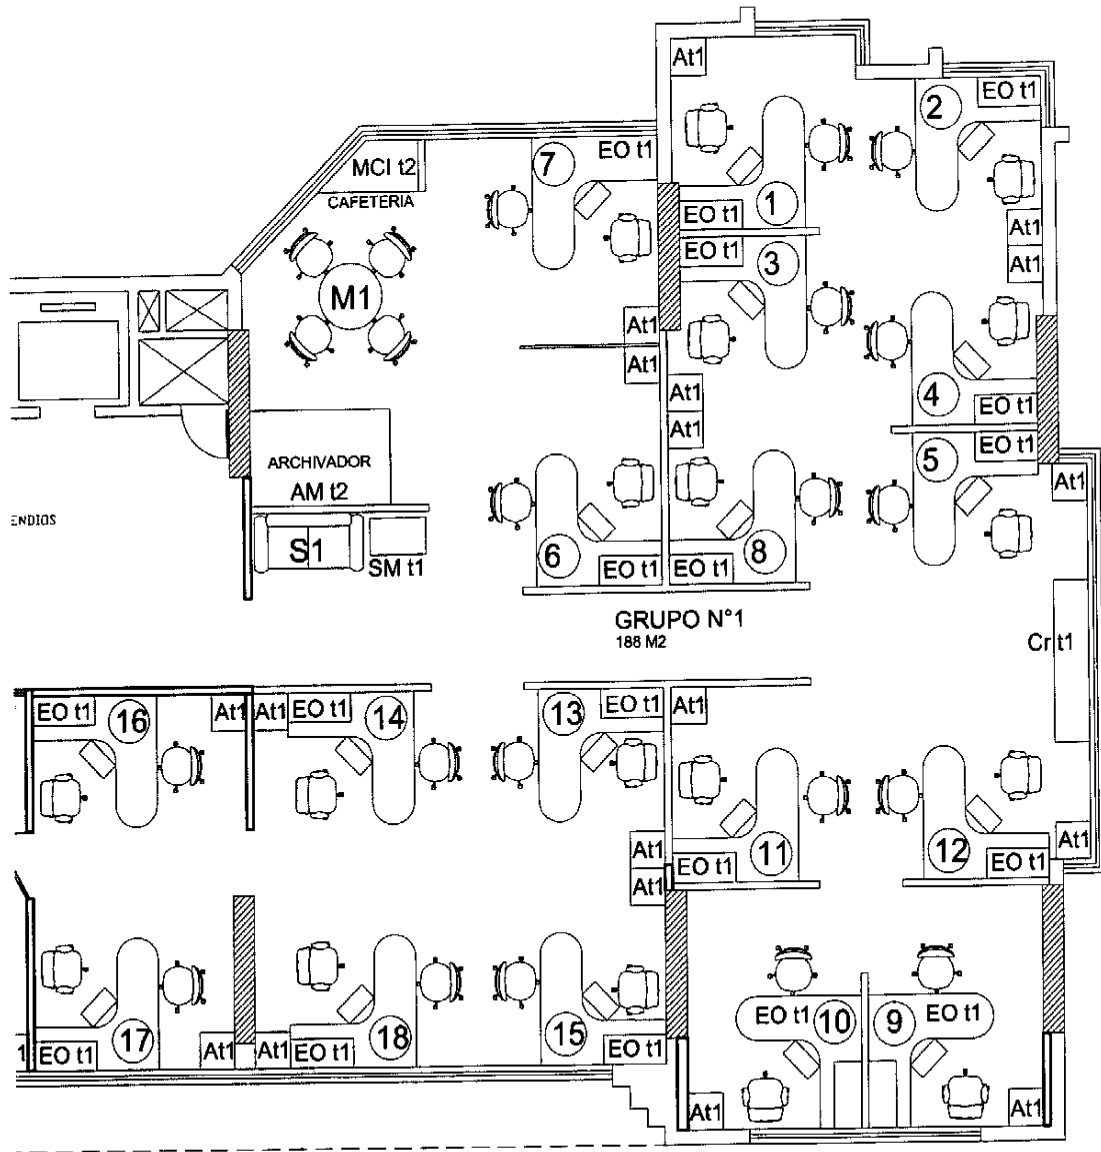 At1
2
EO t1
7
EO t1
MCI t2
CAFETERIA
1
EO t1
At1
EO t1
3
At1
M1
At1
At1
At1
4
EO t1
At1
EO t1
5
ARCHIVADOR
AM t2
At1
ENDIOS
S1
SM t1
6
EO t1
EO t1
8
GRUPO N°1
188 M2
Crt1
EO t1
16
At1
At1
EO t1
14
13
EO t1
At1
At1
At1
At1
EO t1
11
12
EO t1
EO t1
10
9
EO t1
17
EO t1
At1
At1
EO t1
18
15
EO t1
At1
At1